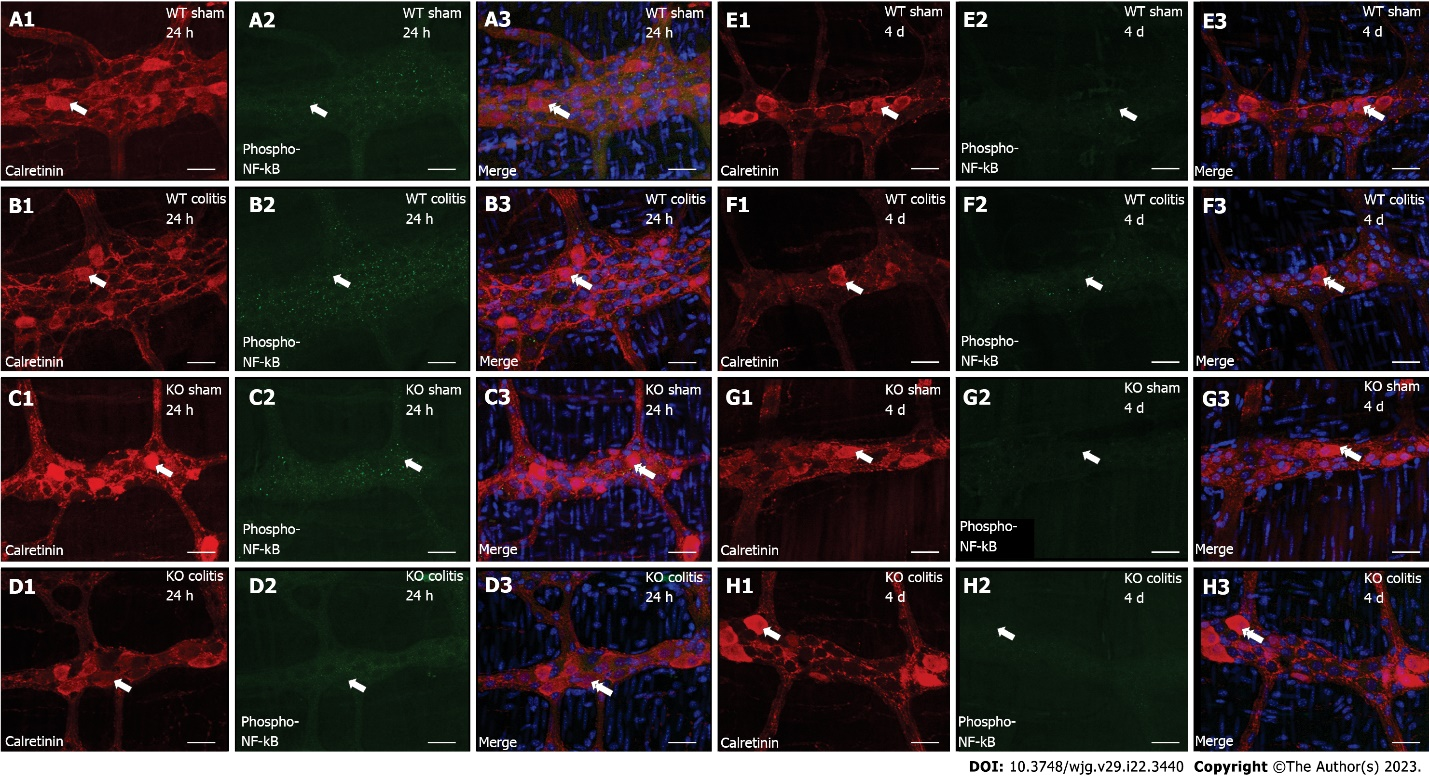 A1 WT sham
24 h
Calretinin
A2 WT sham
24 h
Phospho-
NF-kB
A3 WT sham
24 h
Merge
E1 WT sham
4 d
Calretinin
E2 WT sham
4 d
Phospho-
NF-kB
E3 WT sham
4 d
Merge
B1 WT colitis
24 h
Calretinin
B2 WT colitis
24 h
Phospho-
NF-kB
B3 WT colitis
24 h
Merge
F1 WT colitis
4 d
Calretinin
F2 WT colitis
4 d
Phospho-
NF-kB
F3 WT colitis
4 d
Merge
C1 KO sham
24 h
Calretinin
C2 KO sham
24 h
Phospho-
NF-kB
C3 KO sham
24 h
Merge
G1 KO sham
4 d
Calretinin
G2 KO sham
4 d
Phospho-
NF-kB
G3 KO sham
4 d
Merge
D1 KO colitis
24 h
Calretinin
D2 KO colitis
24 h
Phospho-
NF-kB
D3 KO colitis
24 h
Merge
H1 KO colitis
4 d
Calretinin
H2 KO colitis
4 d
Phospho-
NF-kB
H3 KO colitis
4 d
Merge
DOI: 10.3748/wjg.v29.i22.3440 Copyright ©The Author(s) 2023.